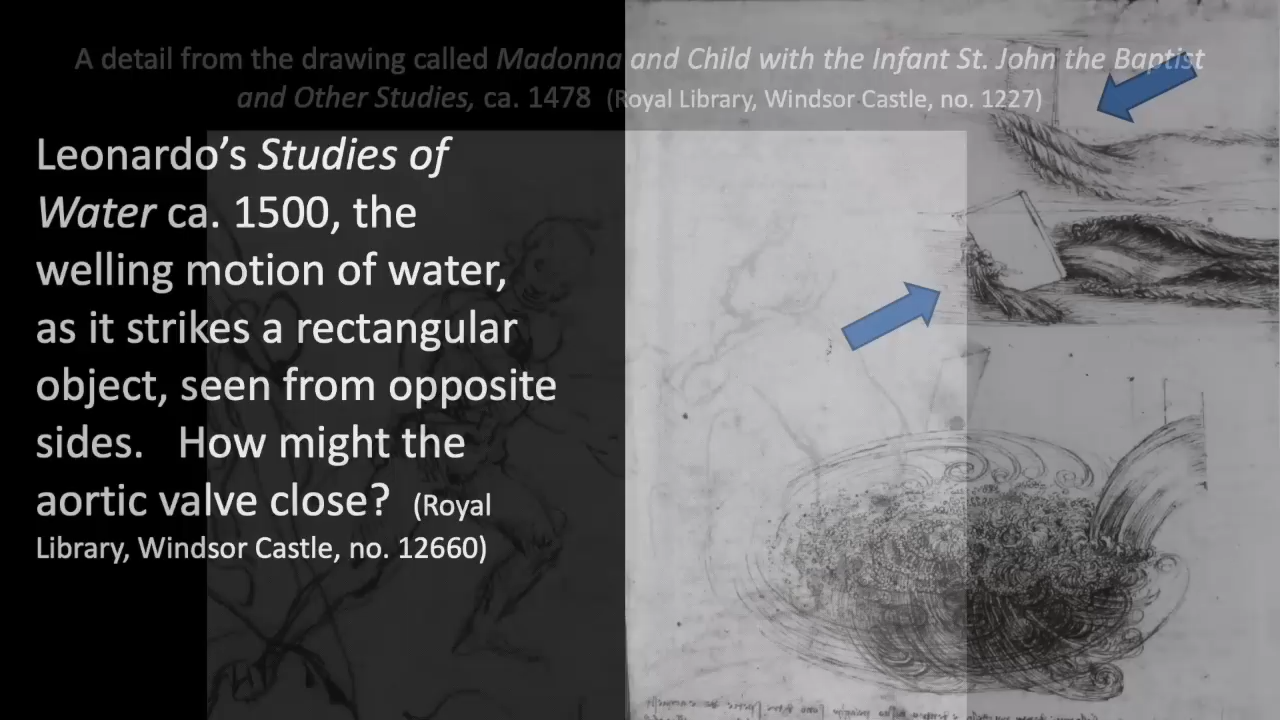 A detail from the drawing called Madonna and Child with the Infant St. John the Baptist
and Other Studies, ca. 1478 (Royal Library, Windsor Castle, no. 1227)
Leonardo’s Studies of
Water ca. 1500, the
welling motion of water,
as it strikes a rectangular
object, seen from opposite
sides. How might the
aortic valve close? (Royal
Library, Windsor Castle, no. 12660)